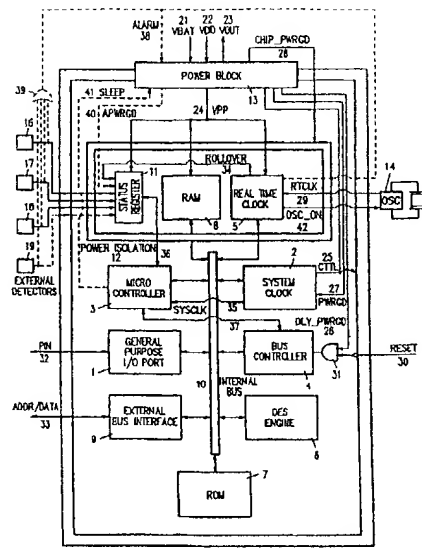 ALARM
38
21
VBAT
22
VDD
23
VOUT
CHIP_PWRGD
28
41 SLEEP
39
40 APWRGD
POWER BLOCK
13
24 VPP
16
17
18
19
EXTERNAL
DETECTORS
11
STATUS
REGISTER
ROLLOVER
34
RAM
8
REAL TIME
CLOCK
5
RTCLK
29
OSC_ON
42
14
OSC
POWER ISOLATION
12
36
MICRO
CONTROLLER
3
2
SYSTEM
CLOCK
25
CTTL
27
PWRGD
35
SYSCLK
37
DLY_PWRGD
26
PIN
32
GENERAL
PURPOSE
I/O PORT
1
10
INTERNAL
BUS
BUS
CONTROLLER
4
31
RESET
30
ADDR/DATA
33
EXTERNAL
BUS INTERFACE
9
DES
ENGINE
6
ROM
7